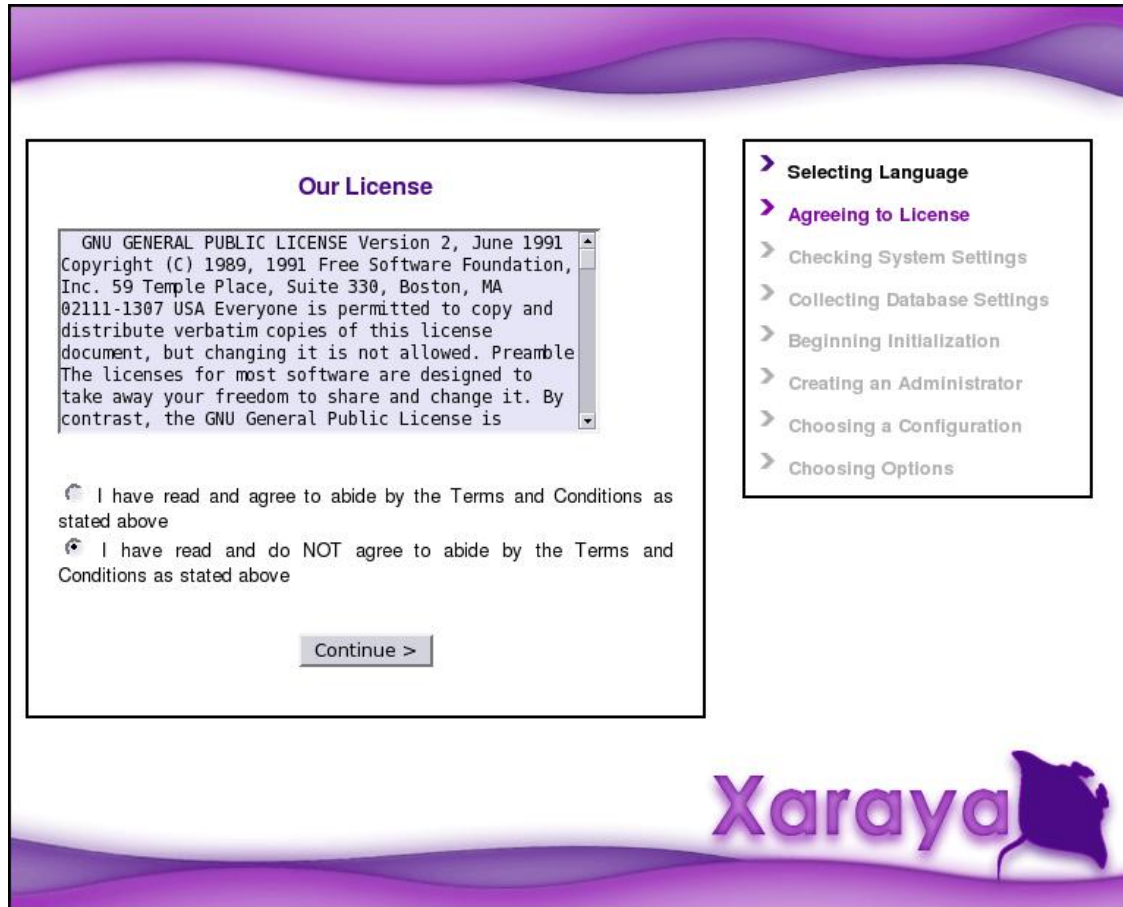 Our License
GNU GENERAL PUBLIC LICENSE Version 2, June 1991
Copyright (C) 1989, 1991 Free Software Foundation,
Inc. 59 Temple Place, Suite 330, Boston, MA
02111-1307 USA Everyone is permitted to copy and
distribute verbatim copies of this license
document, but changing it is not allowed. Preamble
The licenses for most software are designed to
take away your freedom to share and change it. By
contrast, the GNU General Public License is
I have read and agree to abide by the Terms and Conditions as
stated above
I have read and do NOT agree to abide by the Terms and
Conditions as stated above
Continue >
Selecting Language
Agreeing to License
Checking System Settings
Collecting Database Settings
Beginning Initialization
Creating an Administrator
Choosing a Configuration
Choosing Options
Xaraya